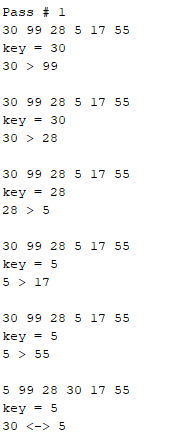 Pass # 1
30 99 28 5 17 55
key = 30
30 > 99
30 99 28 5 17 55
key = 30
30 > 28
30 99 28 5 17 55
key = 28
28 > 5
30 99 28 5 17 55
key = 5
5 > 17
30 99 28 5 17 55
key = 5
5 > 55
5 99 28 30 17 55
key = 5
30 <-> 5